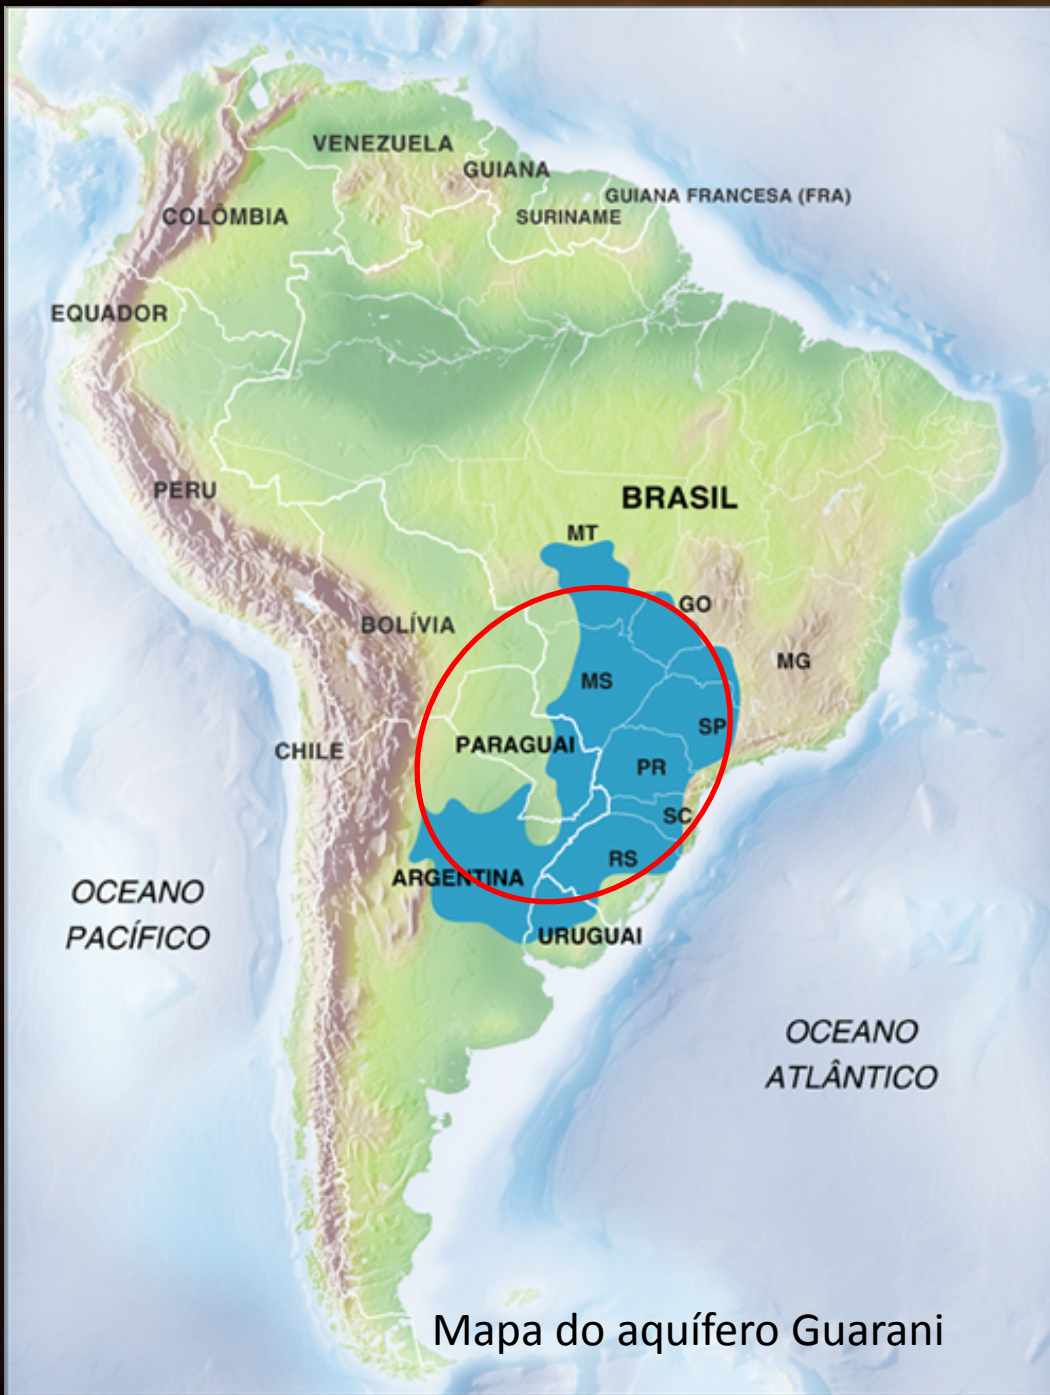 VENEZUELA
GUIANA
GUIANA FRANCESA (FRA)
SURINAME
COLÔMBIA
EQUADOR
PERU
BRASIL
MT
GO
BOLÍVIA
MG
MS
SP
CHILE
PARAGUAI
PR
SC
RS
ARGENTINA
OCEANO
PACÍFICO
URUGUAI
OCEANO
ATLÂNTICO
Mapa do aquífero Guarani